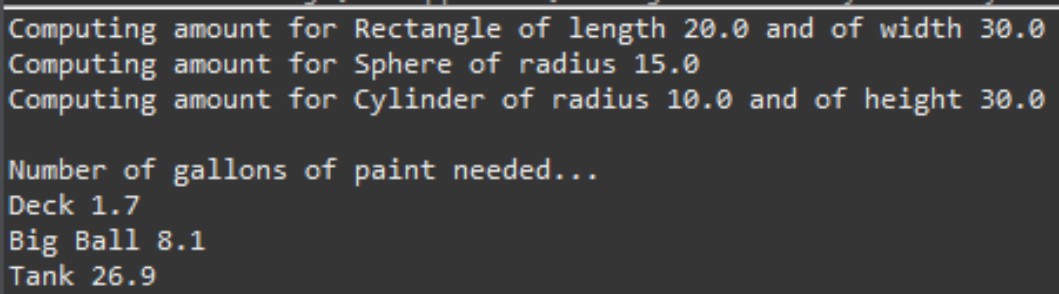 Computing amount for Rectangle of length 20.0 and of width 30.0
Computing amount for Sphere of radius 15.0
Computing amount for Cylinder of radius 10.0 and of height 30.0
Number of gallons of paint needed...
Deck 1.7
Big Ball 8.1
Tank 26.9